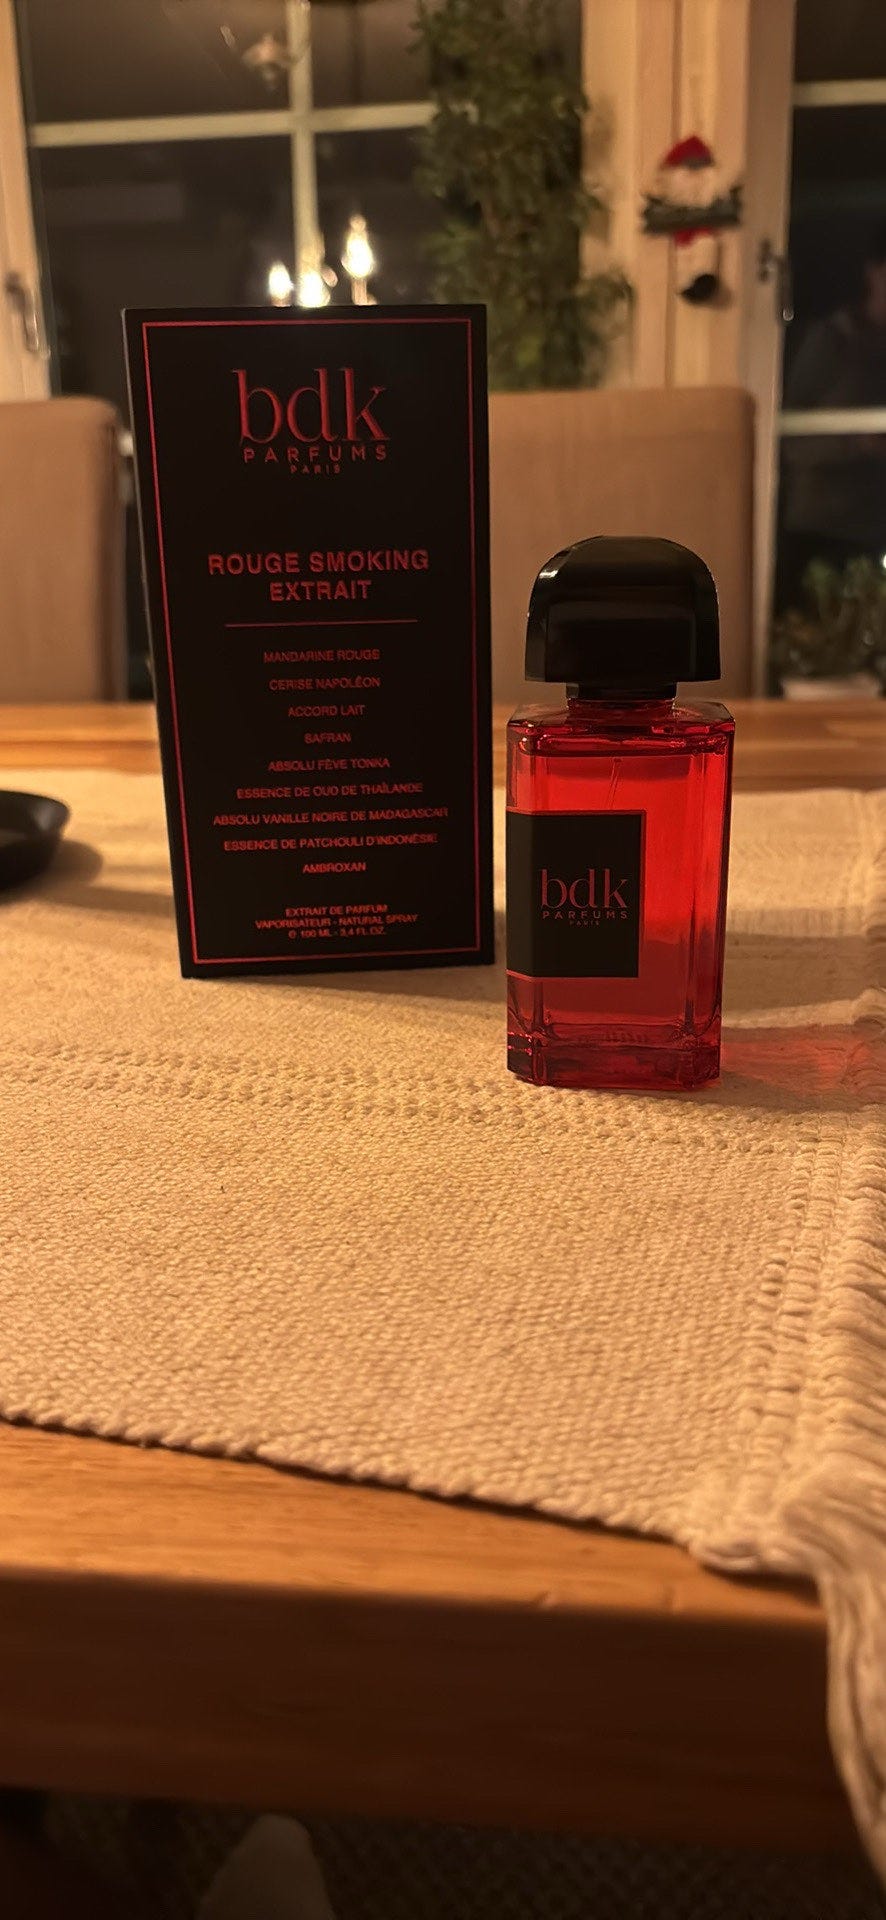 bdk
PARFUMS
PARIS
ROUGE SMOKING
EXTRAIT
MANDARINE ROUGE
CERISE NAPOLÉON
ACCORD LAIT
SAFRAN
ABSOLU FÈVE TONKA
ESSENCE DE OUD DE THAÏLANDE
ABSOLU VANILLE NOIRE DE MADAGASCAR
ESSENCE DE PATCHOULI D'INDONÉSIE
AMBROXAN
EXTRAIT DE PARFUM
VAPORISATEUR - NATURAL SPRAY
℮ 100 ML - 3,4 FL.OZ.
bdk
PARFUMS
PARIS